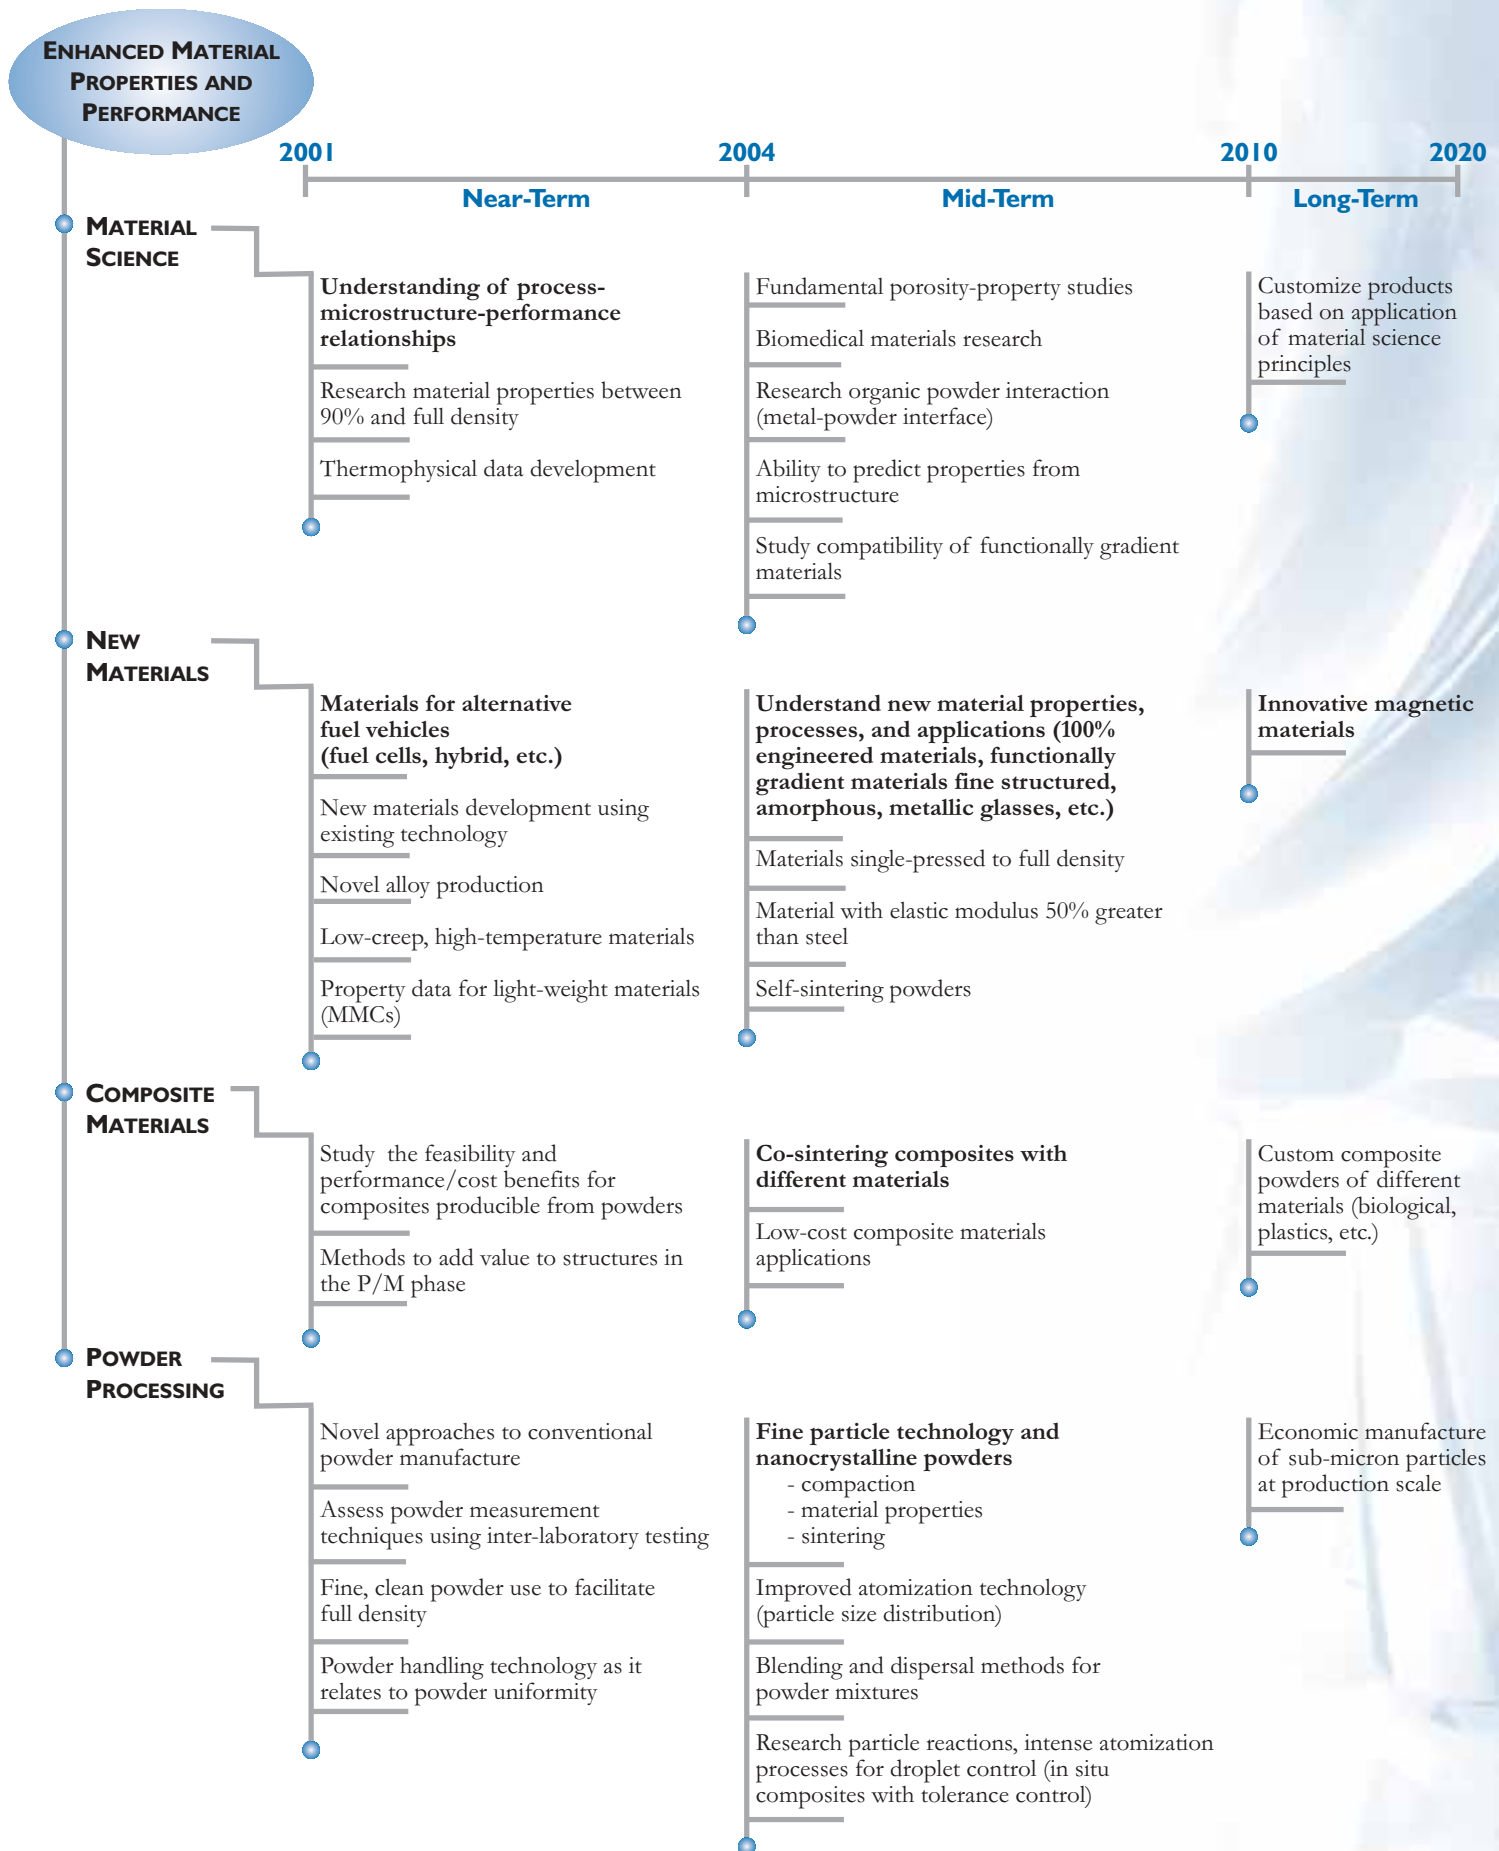 ENHANCED MATERIAL
PROPERTIES AND
PERFORMANCE
2001
2004
2010
2020
Near-Term
Mid-Term
Long-Term
MATERIAL
SCIENCE
Understanding of process-
microstructure-performance
relationships
Research material properties between
90% and full density
Thermophysical data development
Fundamental porosity-property studies
Biomedical materials research
Research organic powder interaction
(metal-powder interface)
Ability to predict properties from
microstructure
Study compatibility of functionally gradient
materials
Customize products
based on application
of material science
principles
NEW
MATERIALS
Materials for alternative
fuel vehicles
(fuel cells, hybrid, etc.)
New materials development using
existing technology
Novel alloy production
Low-creep, high-temperature materials
Property data for light-weight materials
(MMCs)
Understand new material properties,
processes, and applications (100%
engineered materials, functionally
gradient materials fine structured,
amorphous, metallic glasses, etc.)
Materials single-pressed to full density
Material with elastic modulus 50% greater
than steel
Self-sintering powders
Innovative magnetic
materials
COMPOSITE
MATERIALS
Study the feasibility and
performance/cost benefits for
composites producible from powders
Methods to add value to structures in
the P/M phase
Co-sintering composites with
different materials
Low-cost composite materials
applications
Custom composite
powders of different
materials (biological,
plastics, etc.)
POWDER
PROCESSING
Novel approaches to conventional
powder manufacture
Assess powder measurement
techniques using inter-laboratory testing
Fine, clean powder use to facilitate
full density
Powder handling technology as it
relates to powder uniformity
Fine particle technology and
nanocrystalline powders
- compaction
- material properties
- sintering
Improved atomization technology
(particle size distribution)
Blending and dispersal methods for
powder mixtures
Research particle reactions, intense atomization
processes for droplet control (in situ
composites with tolerance control)
Economic manufacture
of sub-micron particles
at production scale